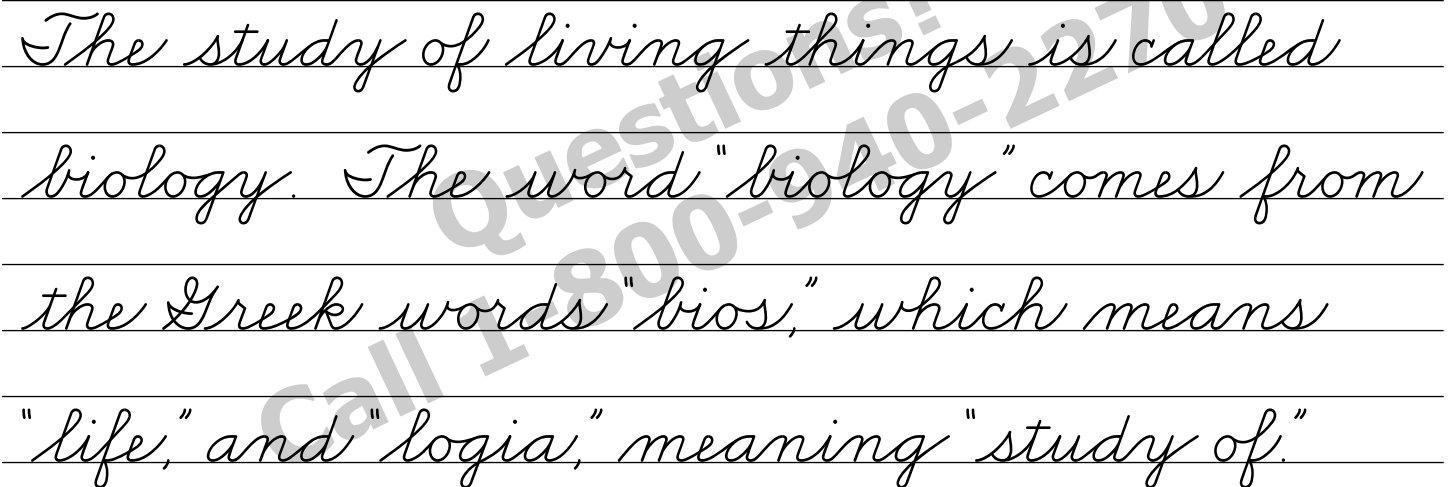 The study of living things is called
biology. The word “biology” comes from
the Greek words “bios,” which means
“life,” and “logia,” meaning “study of.”
Questions!
Call 1-800-940-2270